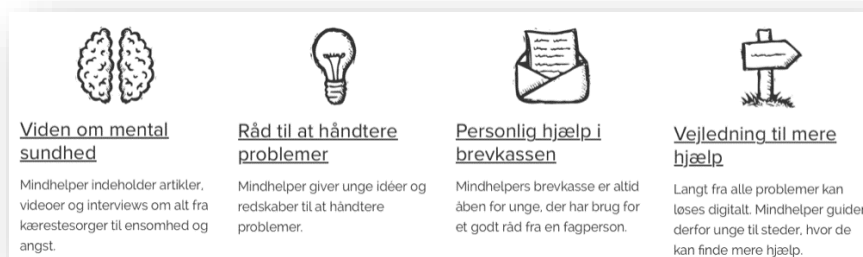 Viden om mental
sundhed
Mindhelper indeholder artikler,
videoer og interviews om alt fra
kærestesorger til ensomhed og
angst.
Råd til at håndtere
problemer
Mindhelper giver unge idéer og
redskaber til at håndtere
problemer.
Personlig hjælp i
brevkassen
Mindhelpers brevkasse er altid
åben for unge, der har brug for
et godt råd fra en fagperson.
Vejledning til mere
hjælp
Langt fra alle problemer kan
løses digitalt. Mindhelper guider
derfor unge til steder, hvor de
kan finde mere hjælp.